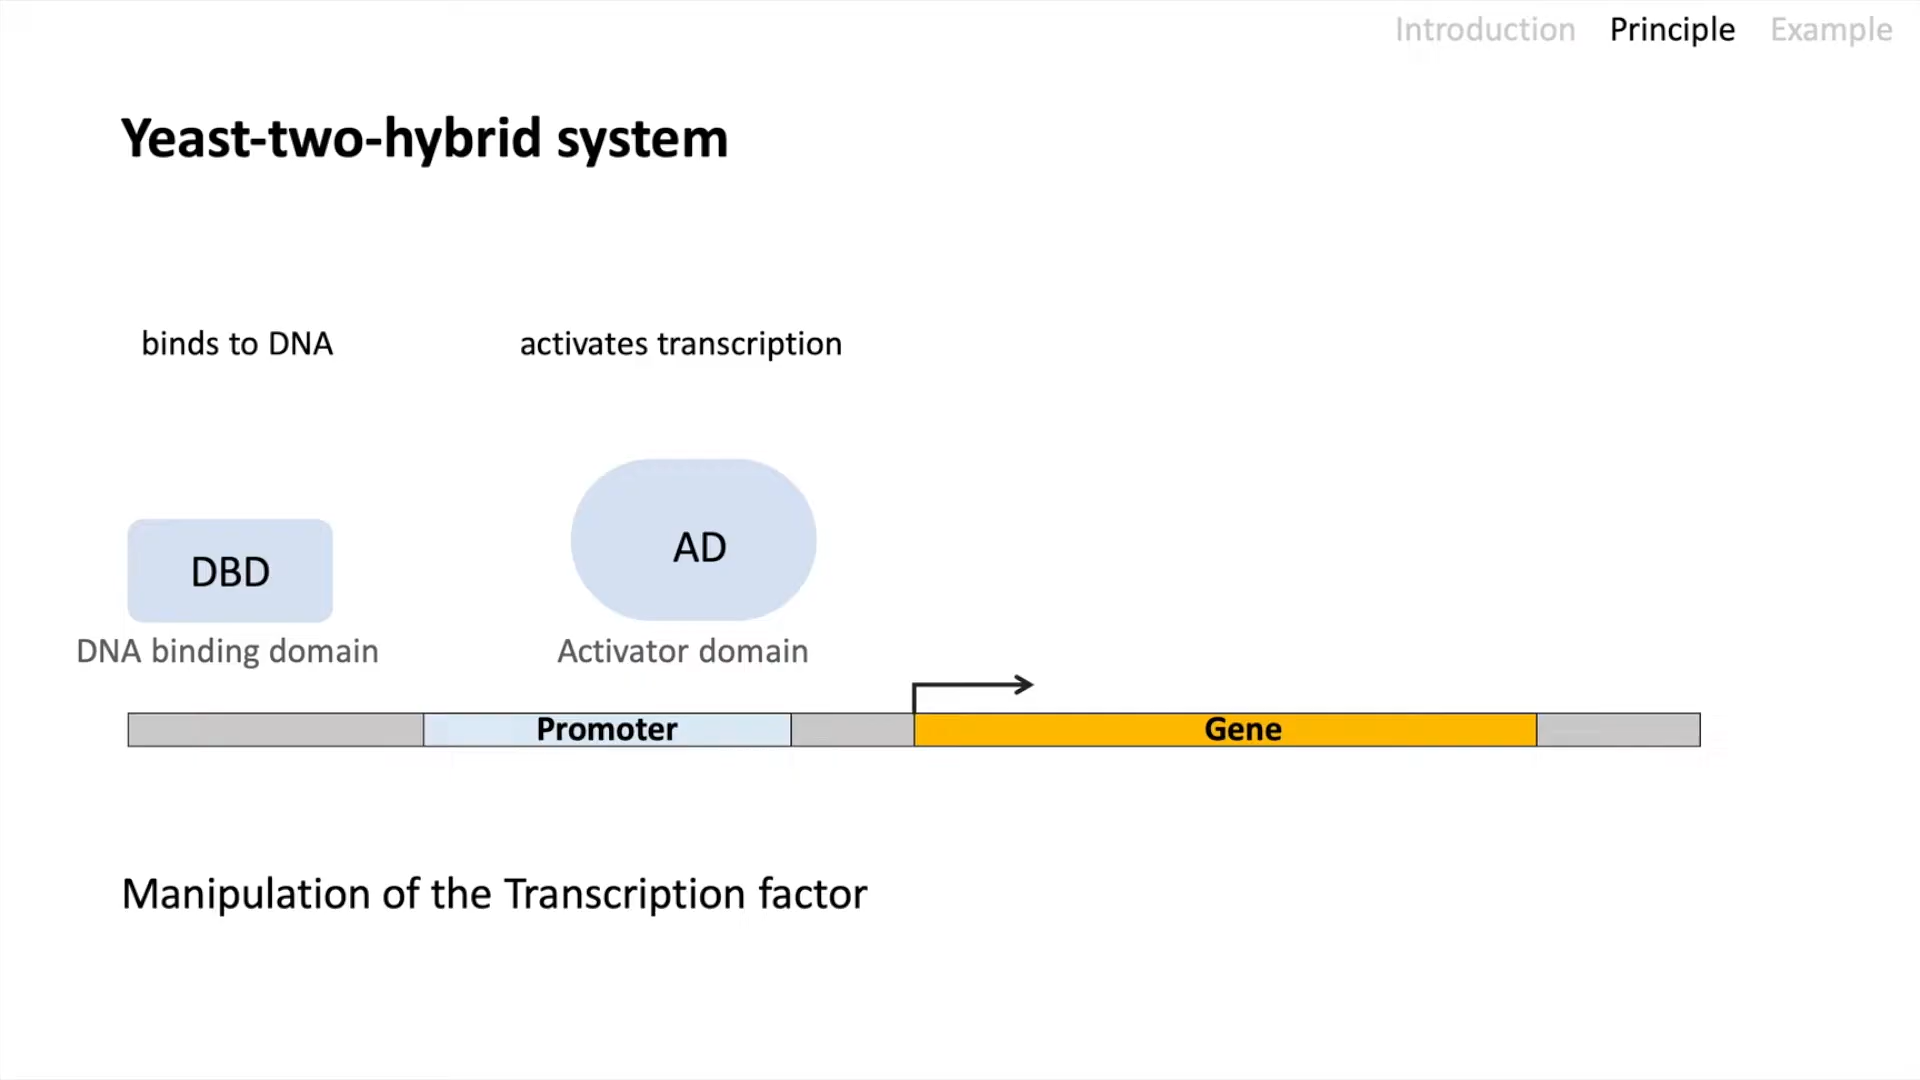 Introduction Principle Example
Yeast-two-hybrid system
binds to DNA activates transcription
DBD AD
DNA binding domain Activator domain
Promoter Gene
Manipulation of the Transcription factor